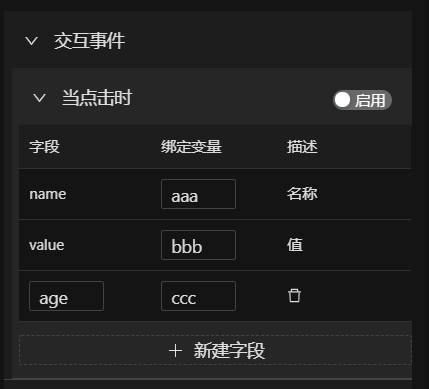 交互事件
当点击时 启用
字段 绑定变量 描述
name aaa 名称
value bbb 值
age ccc
新建字段